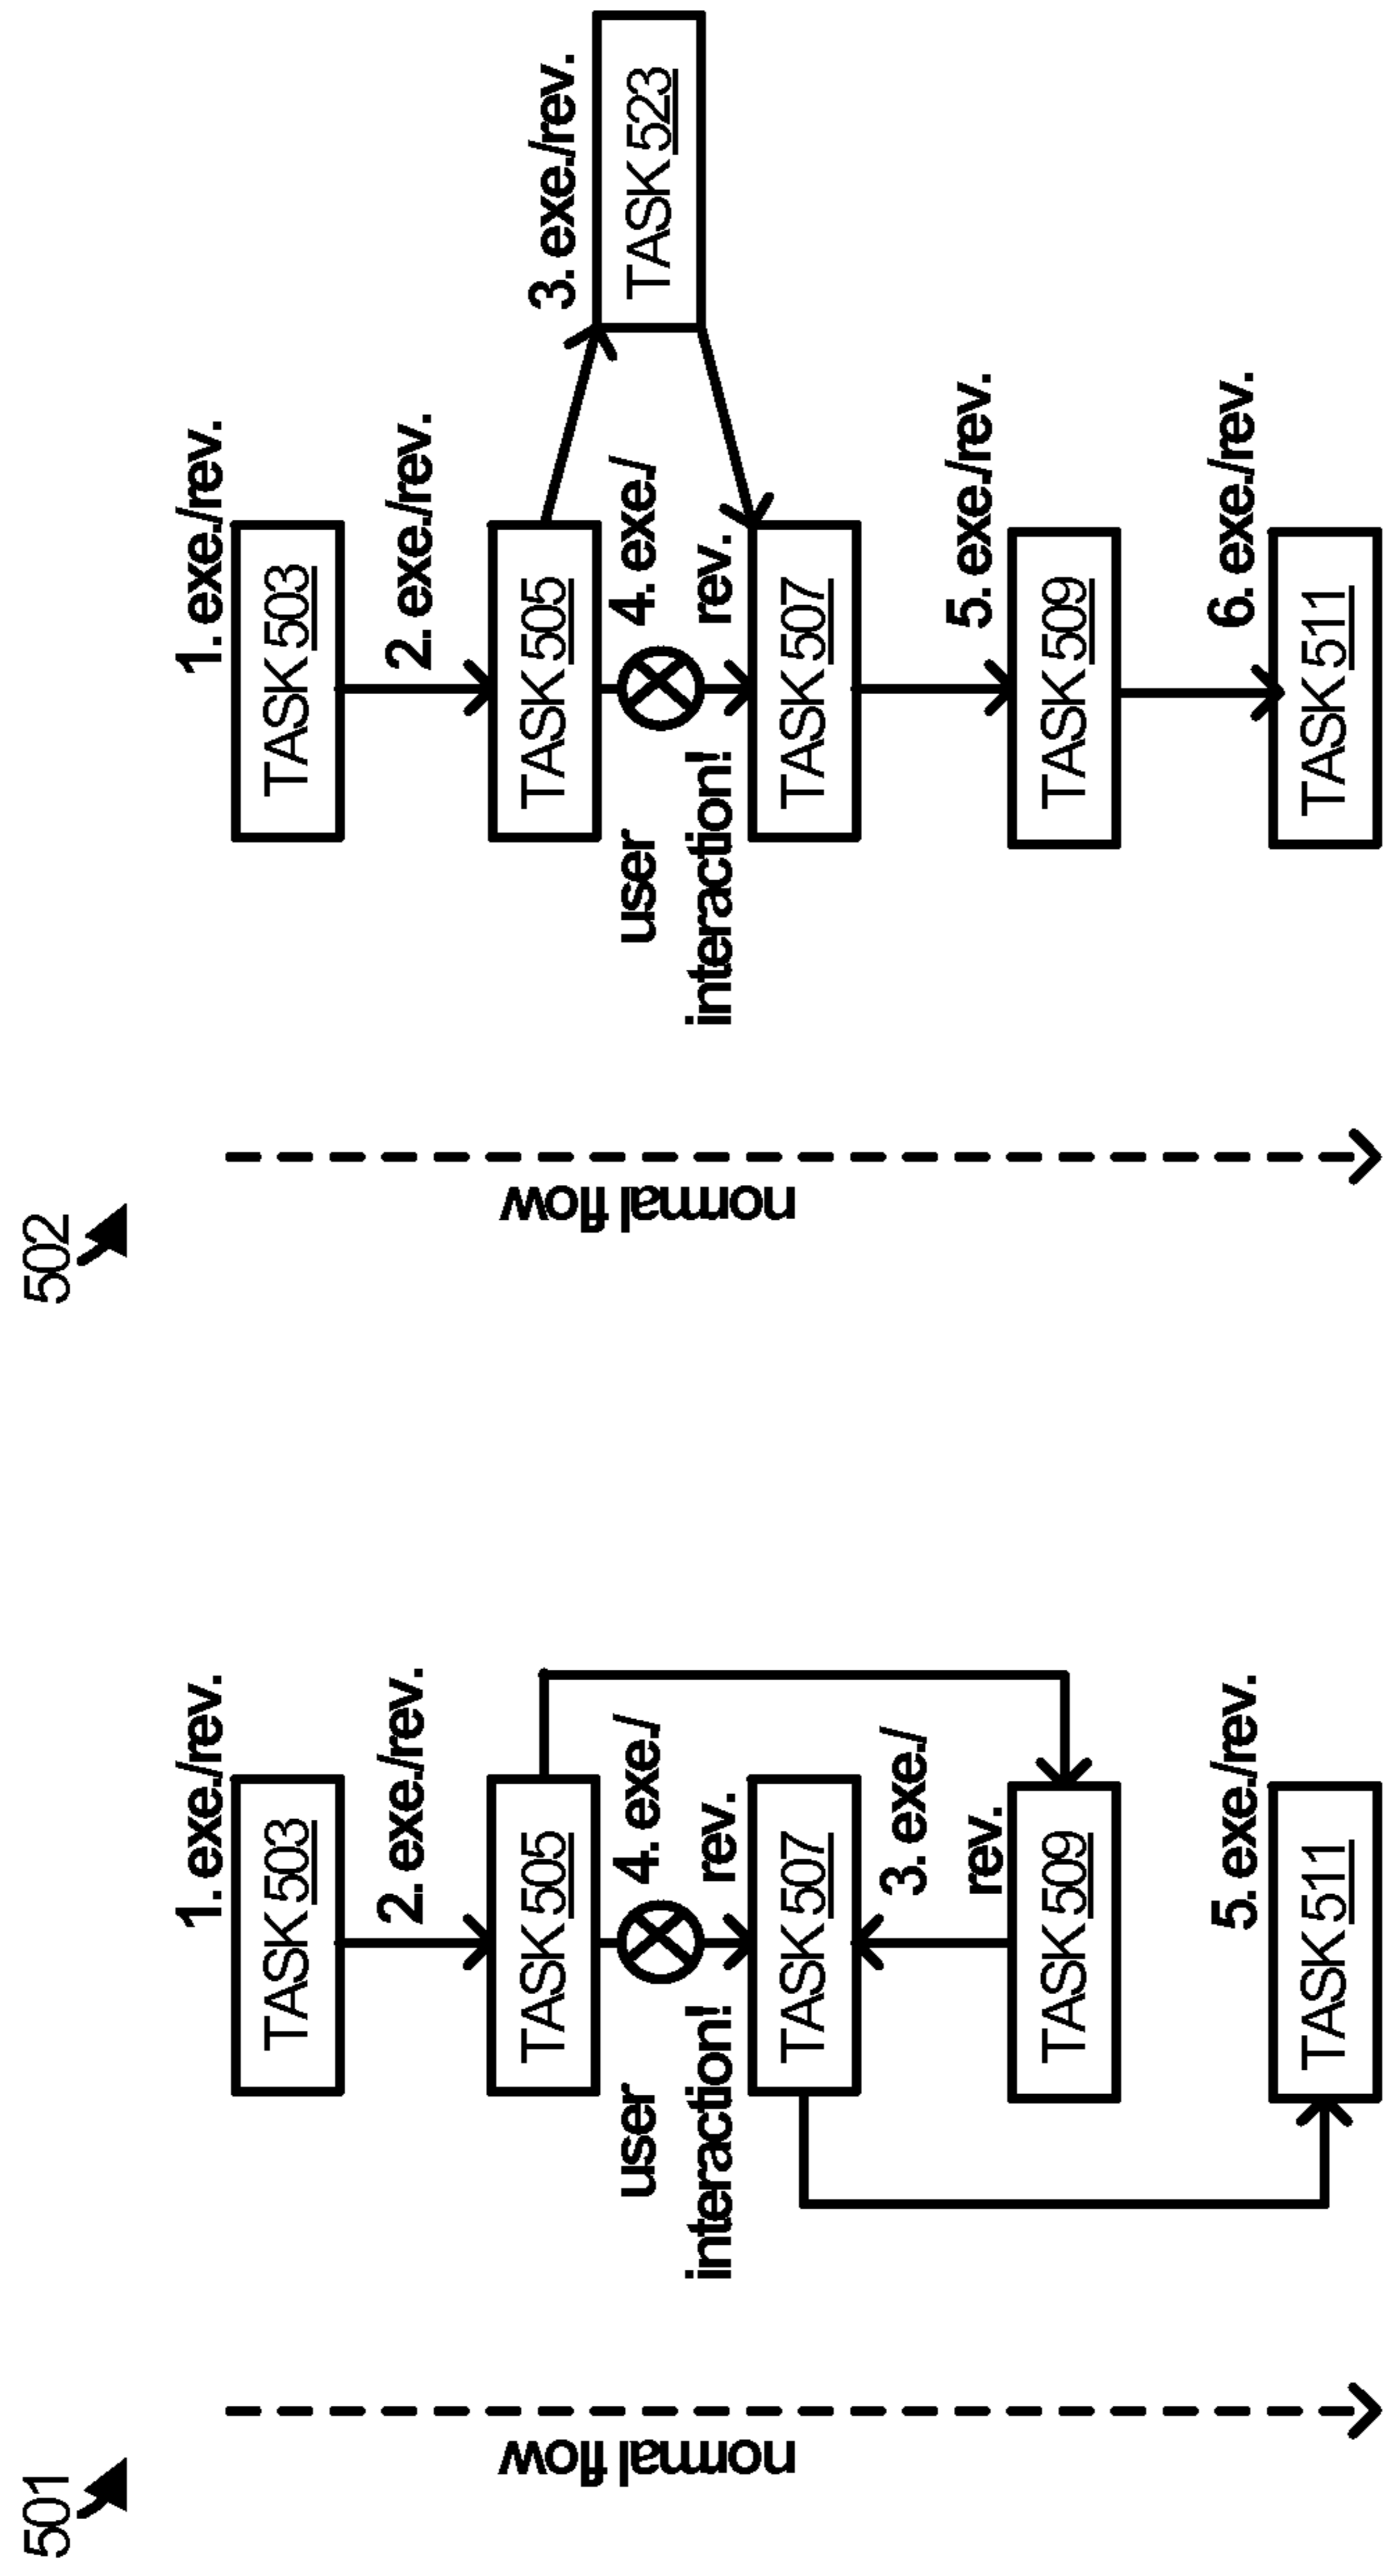 501
normal flow
1. exe./rev.
TASK 503
2. exe./rev.
TASK 505
user
interaction!
4. exe./
rev.
TASK 507
3. exe./
rev.
TASK 509
5. exe./rev.
TASK 511
502
normal flow
1. exe./rev.
TASK 503
2. exe./rev.
TASK 505
3. exe./rev.
TASK 523
user
interaction!
4. exe./
rev.
TASK 507
5. exe./rev.
TASK 509
6. exe./rev.
TASK 511